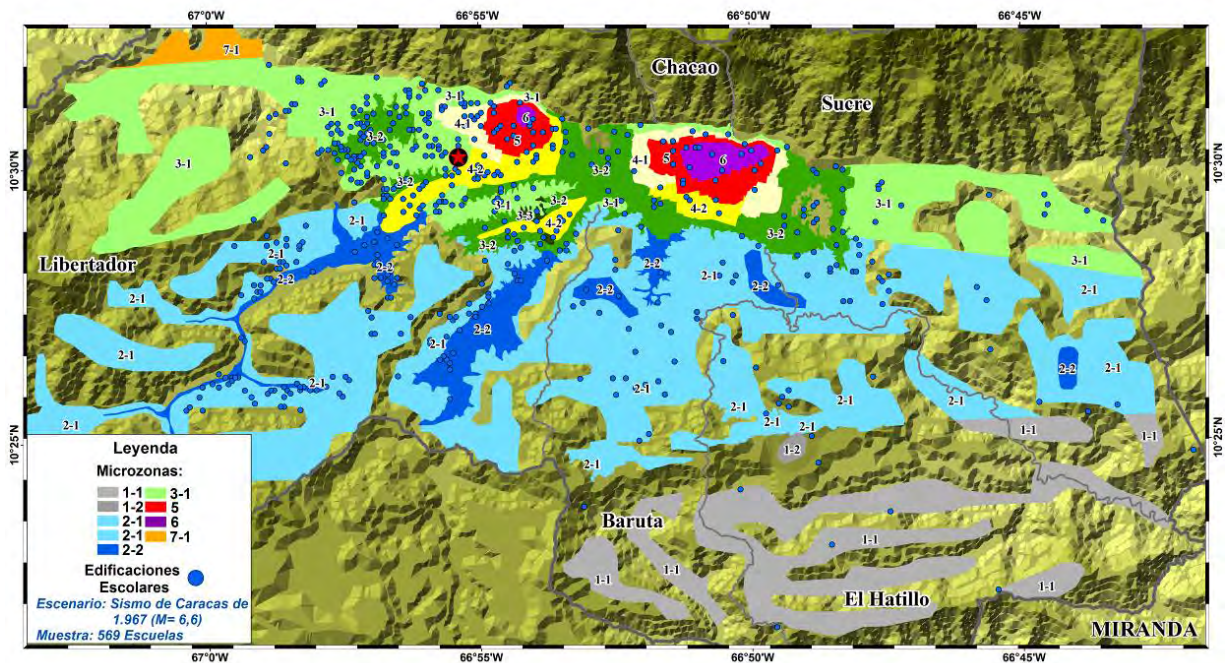 67°0'W 66°55'W 66°50'W 66°45'W
7-1
Chacao
Sucre
3-1 3-1
3-1 4-1 6
3-2 5
3-1 4-2 3-2 4-1 5 6
3-2 3-1 3-2 3-1 4-2 3-1
2-1 3-3 4-2
3-2 3-2
2-1 3-1
Libertador 2-2 2-2 2-2 2-1 2-1
2-1 2-2 2-2
2-1 2-2
2-1 2-1 2-2 2-1
2-1 2-1 2-1 2-1 2-1
2-1 2-1 2-1 1-1 1-1
1-2
2-1
10°30'N
10°30'N
10°25'N
10°25'N
Leyenda
Microzonas:
1-1 3-1
1-2 5
2-1 6
2-1 7-1
2-2
Edificaciones
Escolares
Escenario: Sismo de Caracas de
1.967 (M= 6,6)
Muestra: 569 Escuelas
Baruta
1-1
1-1 1-1
1-1
El Hatillo
MIRANDA
67°0'W 66°55'W 66°50'W 66°45'W